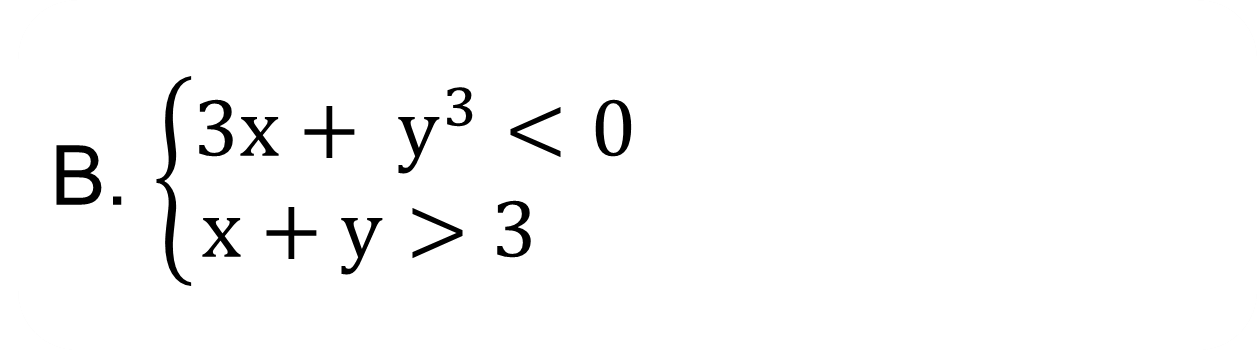 B. { 3x + y³ < 0
x + y > 3